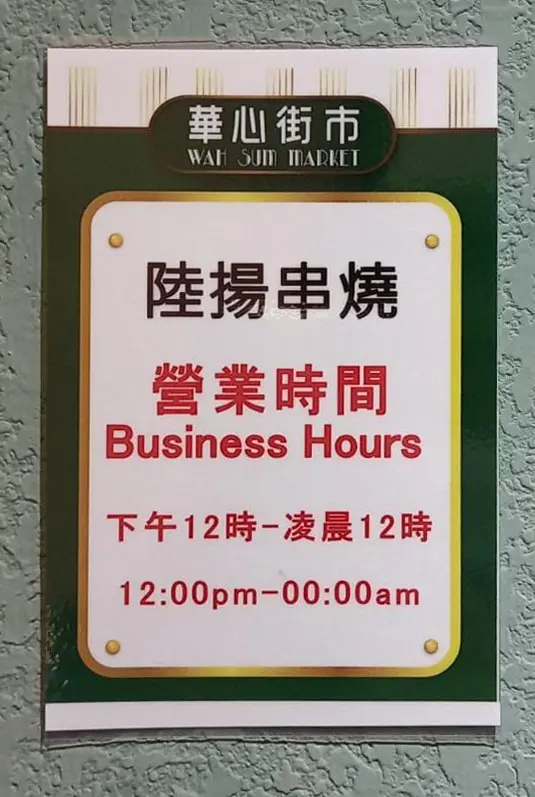 華心街市
WAH SUM MARKET
陸揚串燒
營業時間
Business Hours
下午12時-凌晨12時
12:00pm-00:00am